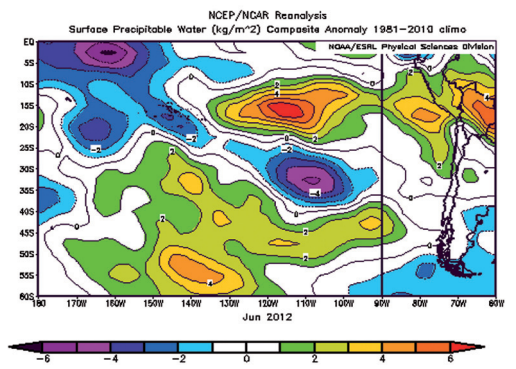 NCEP/NCAR Reanalysis
Surface Precipitable Water (kg/m^2) Composite Anomaly 1981-2010 climo
NOAA/ESRL Physical Sciences Division
EQ
5S
10S
15S
20S
25S
30S
35S
40S
45S
50S
55S
60S
180 170W 160W 150W 140W 130W 120W 110W 100W 90W 80W 70W 60W
Jun 2012
-6 -4 -2 0 2 4 6